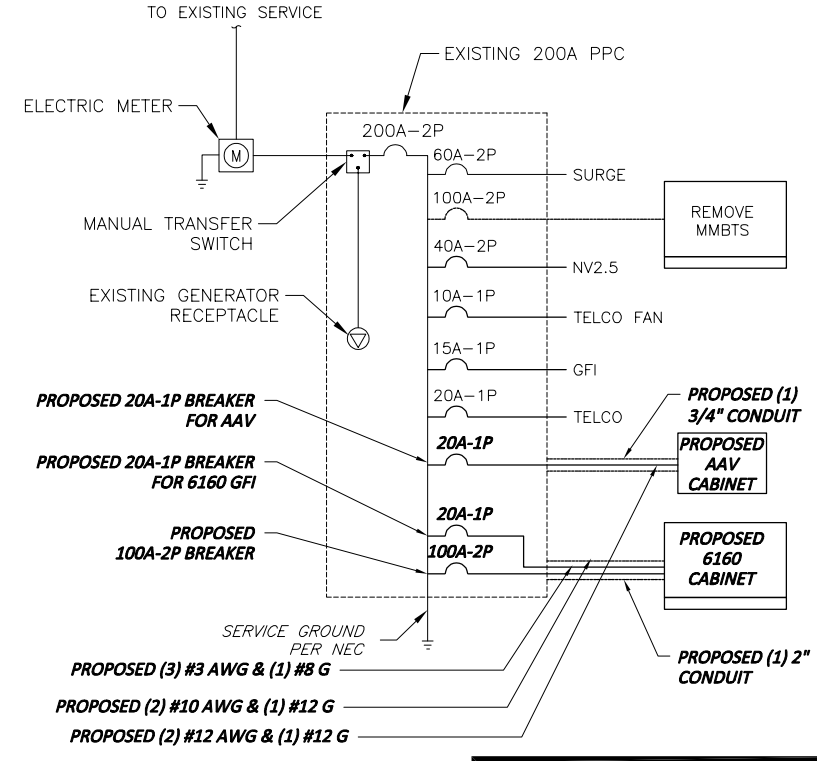 TO EXISTING SERVICE
EXISTING 200A PPC
ELECTRIC METER
200A-2P
M
60A-2P
SURGE
100A-2P
REMOVE
MMBTS
MANUAL TRANSFER
SWITCH
40A-2P
NV2.5
EXISTING GENERATOR
RECEPTACLE
10A-1P
TELCO FAN
15A-1P
GFI
20A-1P
TELCO
PROPOSED 20A-1P BREAKER
FOR AAV
20A-1P
PROPOSED (1)
3/4" CONDUIT
PROPOSED
AAV
CABINET
PROPOSED 20A-1P BREAKER
FOR 6160 GFI
20A-1P
PROPOSED
100A-2P BREAKER
100A-2P
PROPOSED
6160
CABINET
SERVICE GROUND
PER NEC
PROPOSED (1) 2"
CONDUIT
PROPOSED (3) #3 AWG & (1) #8 G
PROPOSED (2) #10 AWG & (1) #12 G
PROPOSED (2) #12 AWG & (1) #12 G